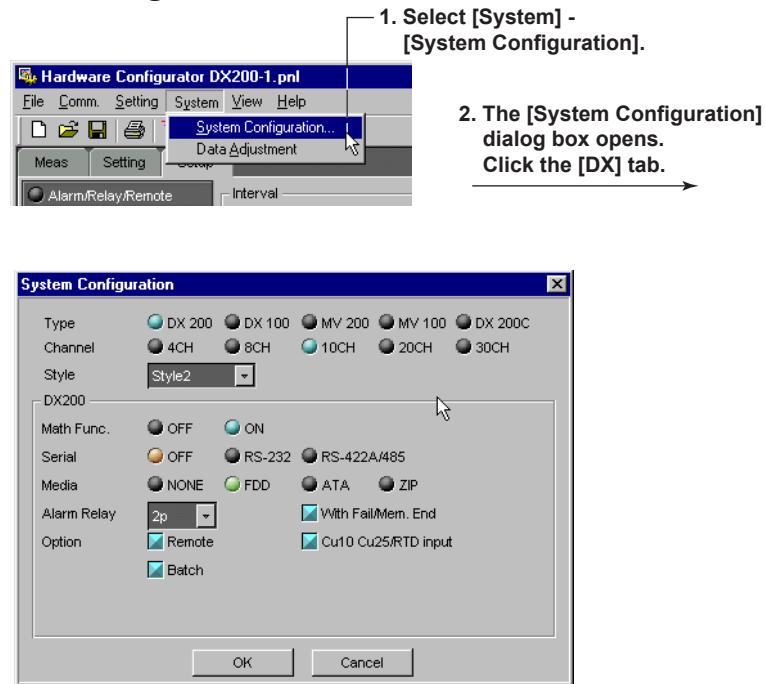 1. Select [System] -
[System Configuration].
Hardware Configurator DX200-1.pnl
File Comm. Setting System View Help
System Configuration...
Data Adjustment
Meas Setting
Alarm/Relay/Remote Interval
2. The [System Configuration]
dialog box opens.
Click the [DX] tab.
System Configuration
Type DX 200 DX 100 MV 200 MV 100 DX 200C
Channel 4CH 8CH 10CH 20CH 30CH
Style Style2
DX200
Math Func. OFF ON
Serial OFF RS-232 RS-422A/485
Media NONE FDD ATA ZIP
Alarm Relay 2p With Fail/Mem. End
Option Remote Cu10 Cu25/RTD input
Batch
OK Cancel